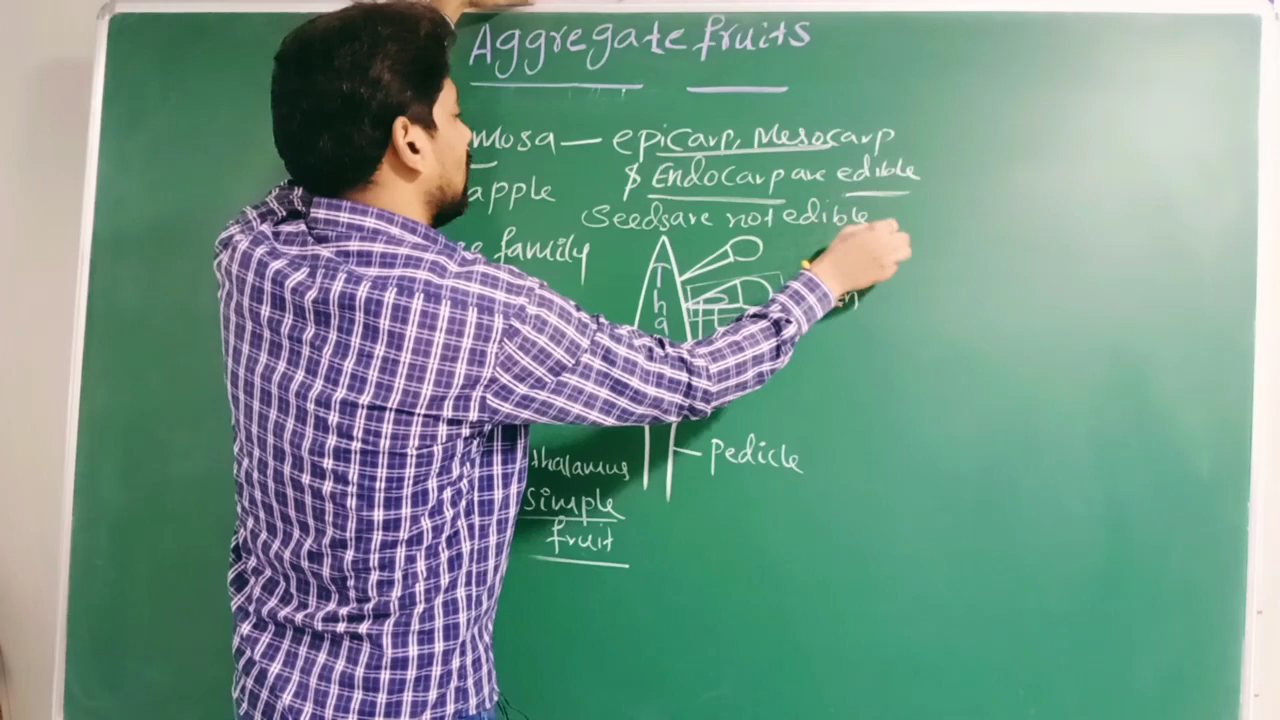 Aggregate fruits
mosa — epicarp, Mesocarp
$ Endocarp are edible
apple
Seeds are not edible
family
Tha
en
pedicle
thalamus
Simple
fruit